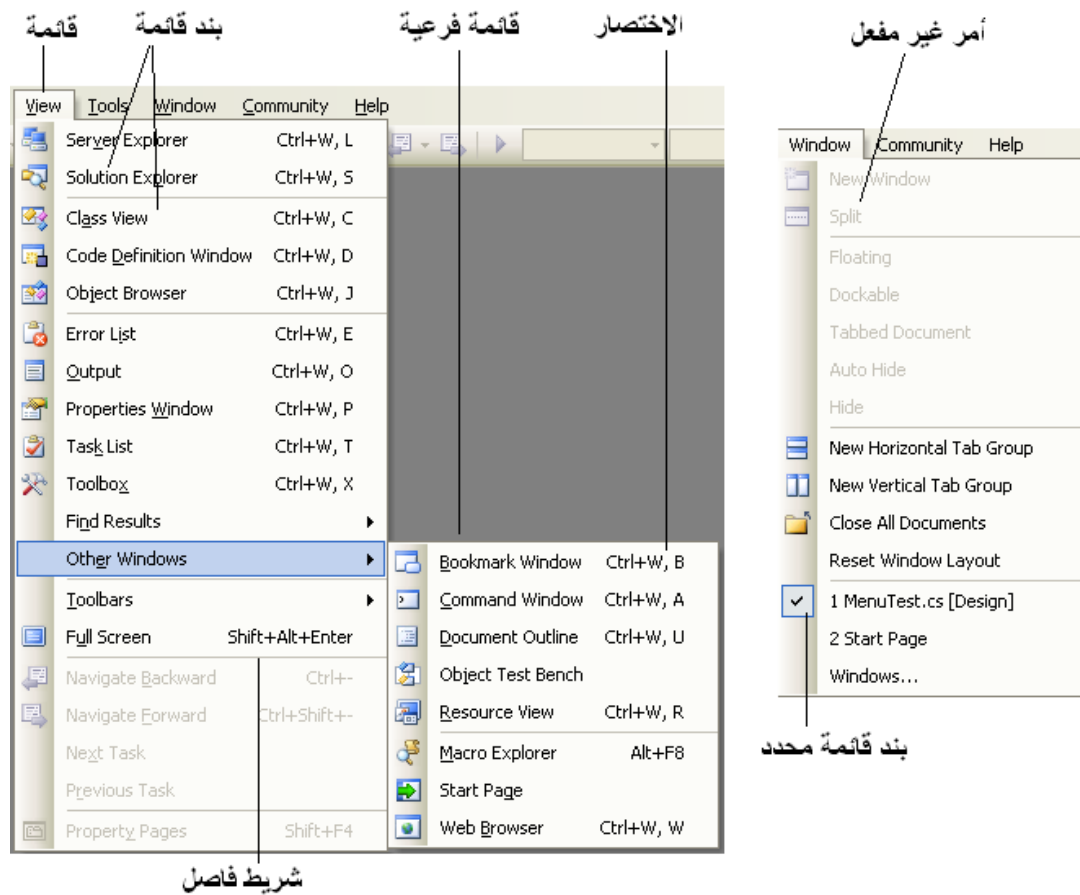 قائمة
بند قائمة
قائمة فرعية
الاختصار
أمر غير مفعل
View Tools Window Community Help
Server Explorer Ctrl+W, L
Solution Explorer Ctrl+W, S
Class View Ctrl+W, C
Code Definition Window Ctrl+W, D
Object Browser Ctrl+W, J
Error List Ctrl+W, E
Output Ctrl+W, O
Properties Window Ctrl+W, P
Task List Ctrl+W, T
Toolbox Ctrl+W, X
Find Results
Other Windows
Toolbars
Full Screen Shift+Alt+Enter
Navigate Backward Ctrl+-
Navigate Forward Ctrl+Shift+-
Next Task
Previous Task
Property Pages Shift+F4
Bookmark Window Ctrl+W, B
Command Window Ctrl+W, A
Document Outline Ctrl+W, U
Object Test Bench
Resource View Ctrl+W, R
Macro Explorer Alt+F8
Start Page
Web Browser Ctrl+W, W
شريط فاصل
Window Community Help
New Window
Split
Floating
Dockable
Tabbed Document
Auto Hide
Hide
New Horizontal Tab Group
New Vertical Tab Group
Close All Documents
Reset Window Layout
1 MenuTest.cs [Design]
2 Start Page
Windows...
بند قائمة محدد